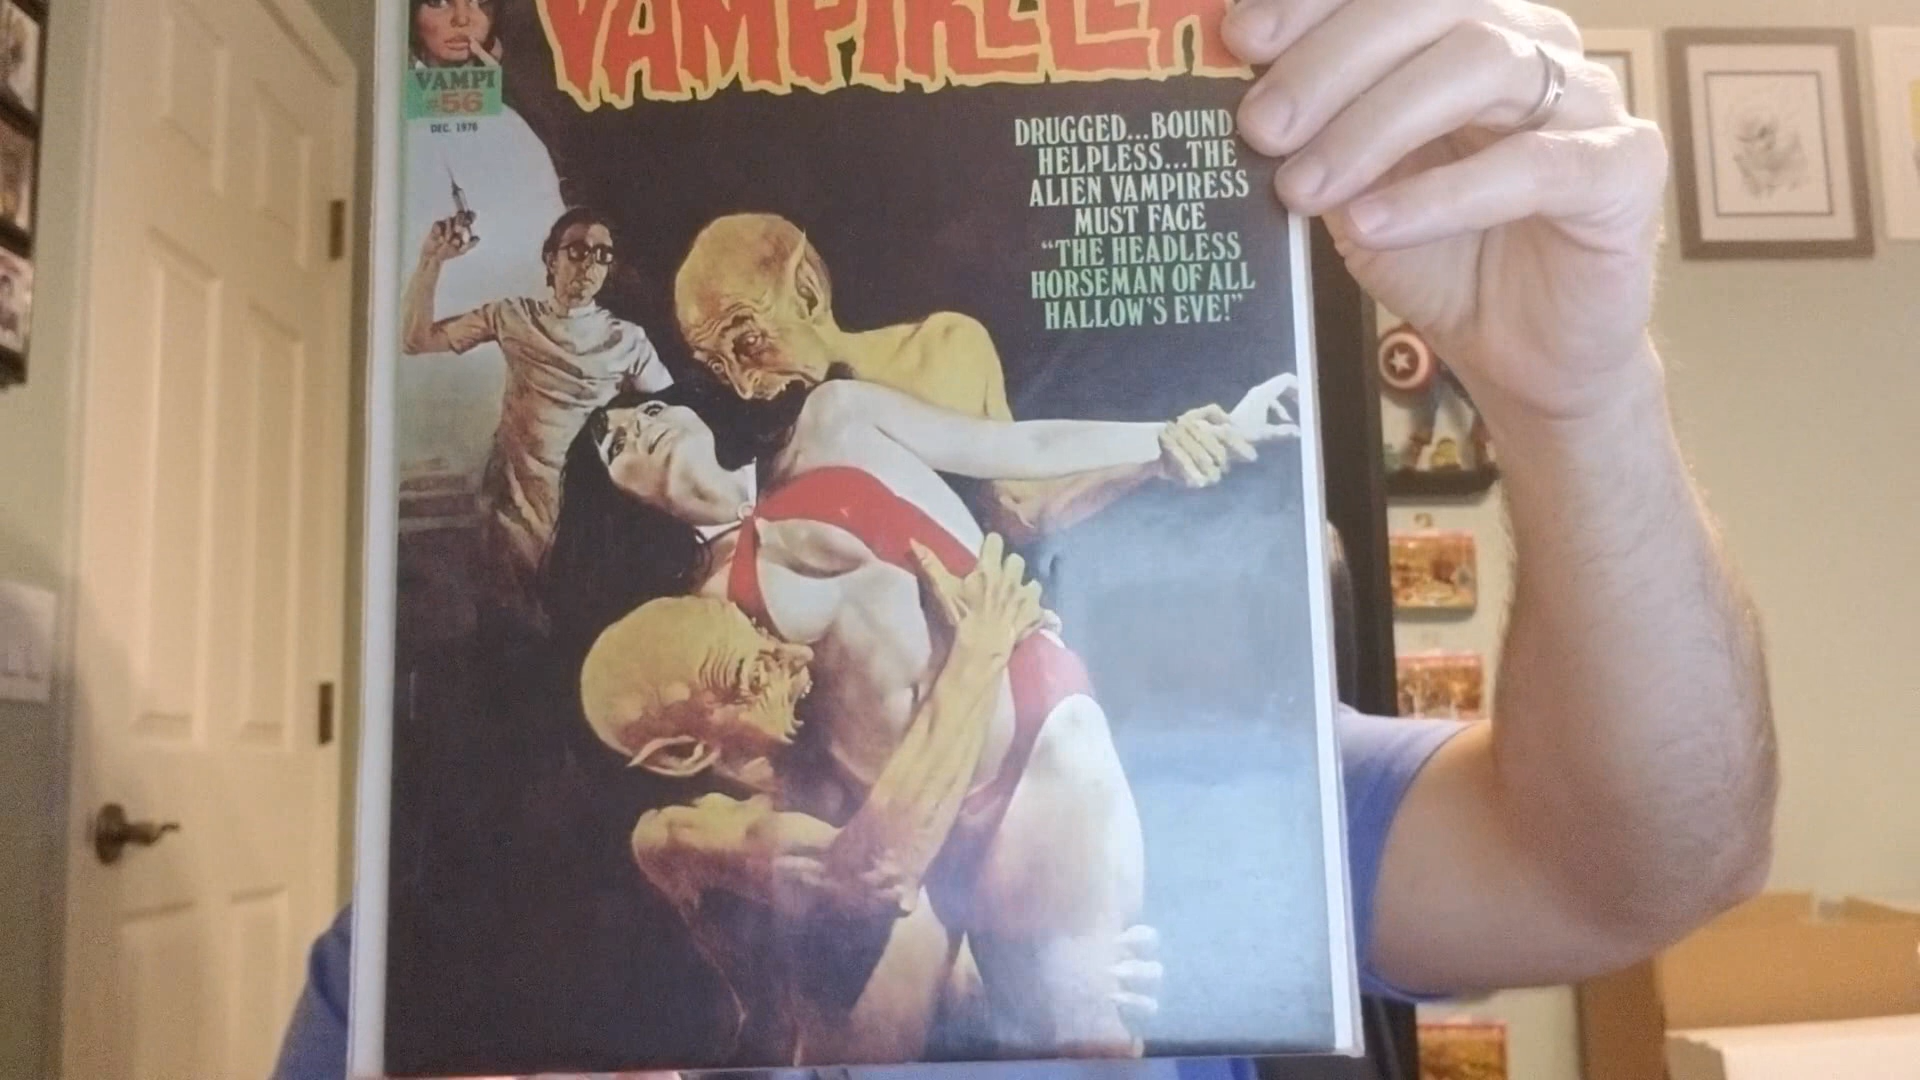 VAMPIRELLA
VAMPI
#56
DEC. 1976
DRUGGED...BOUND.
HELPLESS...THE
ALIEN VAMPIRESS
MUST FACE
“THE HEADLESS
HORSEMAN OF ALL
HALLOW'S EVE!”